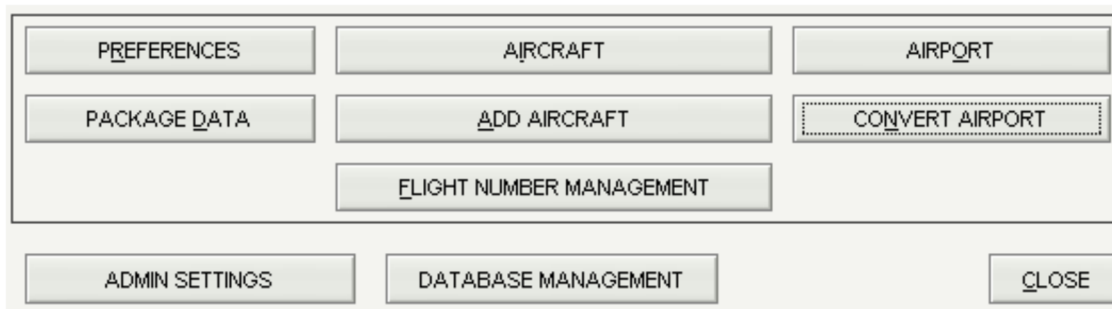 PREFERENCES AIRCRAFT AIRPORT
PACKAGE DATA ADD AIRCRAFT CONVERT AIRPORT
FLIGHT NUMBER MANAGEMENT
ADMIN SETTINGS DATABASE MANAGEMENT CLOSE